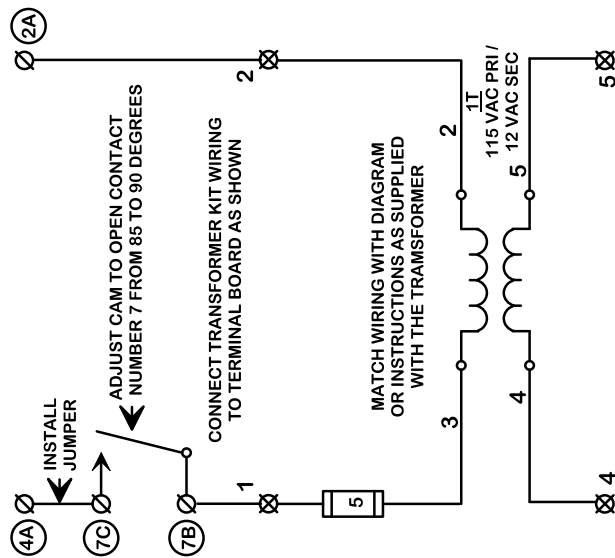 4A
2A
INSTALL
JUMPER
7C
ADJUST CAM TO OPEN CONTACT
NUMBER 7 FROM 85 TO 90 DEGREES
7B
CONNECT TRANSFORMER KIT WIRING
TO TERMINAL BOARD AS SHOWN
1
2
5
MATCH WIRING WITH DIAGRAM
OR INSTRUCTIONS AS SUPPLIED
WITH THE TRAMSFORMER
3
2
1T
115 VAC PRI /
12 VAC SEC
4
5
4
5